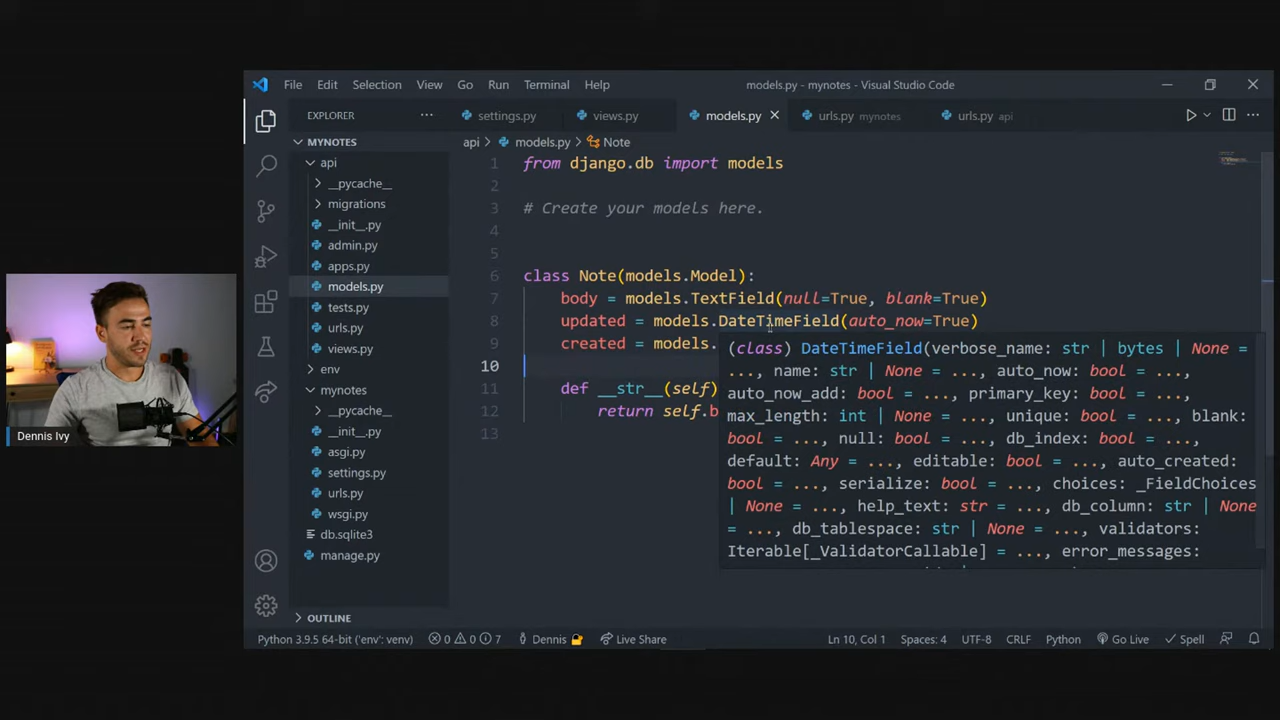 File Edit Selection View Go Run Terminal Help
models.py - mynotes - Visual Studio Code
EXPLORER
settings.py views.py models.py urls.py mynotes urls.py api
MYNOTES
api > models.py > Note
api
__pycache__
migrations
__init__.py
admin.py
apps.py
models.py
tests.py
urls.py
views.py
env
mynotes
__pycache__
__init__.py
asgi.py
settings.py
urls.py
wsgi.py
db.sqlite3
manage.py
OUTLINE
1 from django.db import models
2
3 # Create your models here.
4
5
6 class Note(models.Model):
7 body = models.TextField(null=True, blank=True)
8 updated = models.DateTimeField(auto_now=True)
9 created = models.
10
11 def __str__(self)
12 return self.b
13
(class) DateTimeField(verbose_name: str | bytes | None =
..., name: str | None = ..., auto_now: bool = ...,
auto_now_add: bool = ..., primary_key: bool = ...,
max_length: int | None = ..., unique: bool = ..., blank:
bool = ..., null: bool = ..., db_index: bool = ...,
default: Any = ..., editable: bool = ..., auto_created:
bool = ..., serialize: bool = ..., choices: _FieldChoices
| None = ..., help_text: str = ..., db_column: str | None
= ..., db_tablespace: str | None = ..., validators:
Iterable[_ValidatorCallable] = ..., error_messages:
Dennis Ivy
Python 3.9.5 64-bit ('env': venv) 0 0 7 Dennis Live Share Ln 10, Col 1 Spaces: 4 UTF-8 CRLF Python Go Live Spell